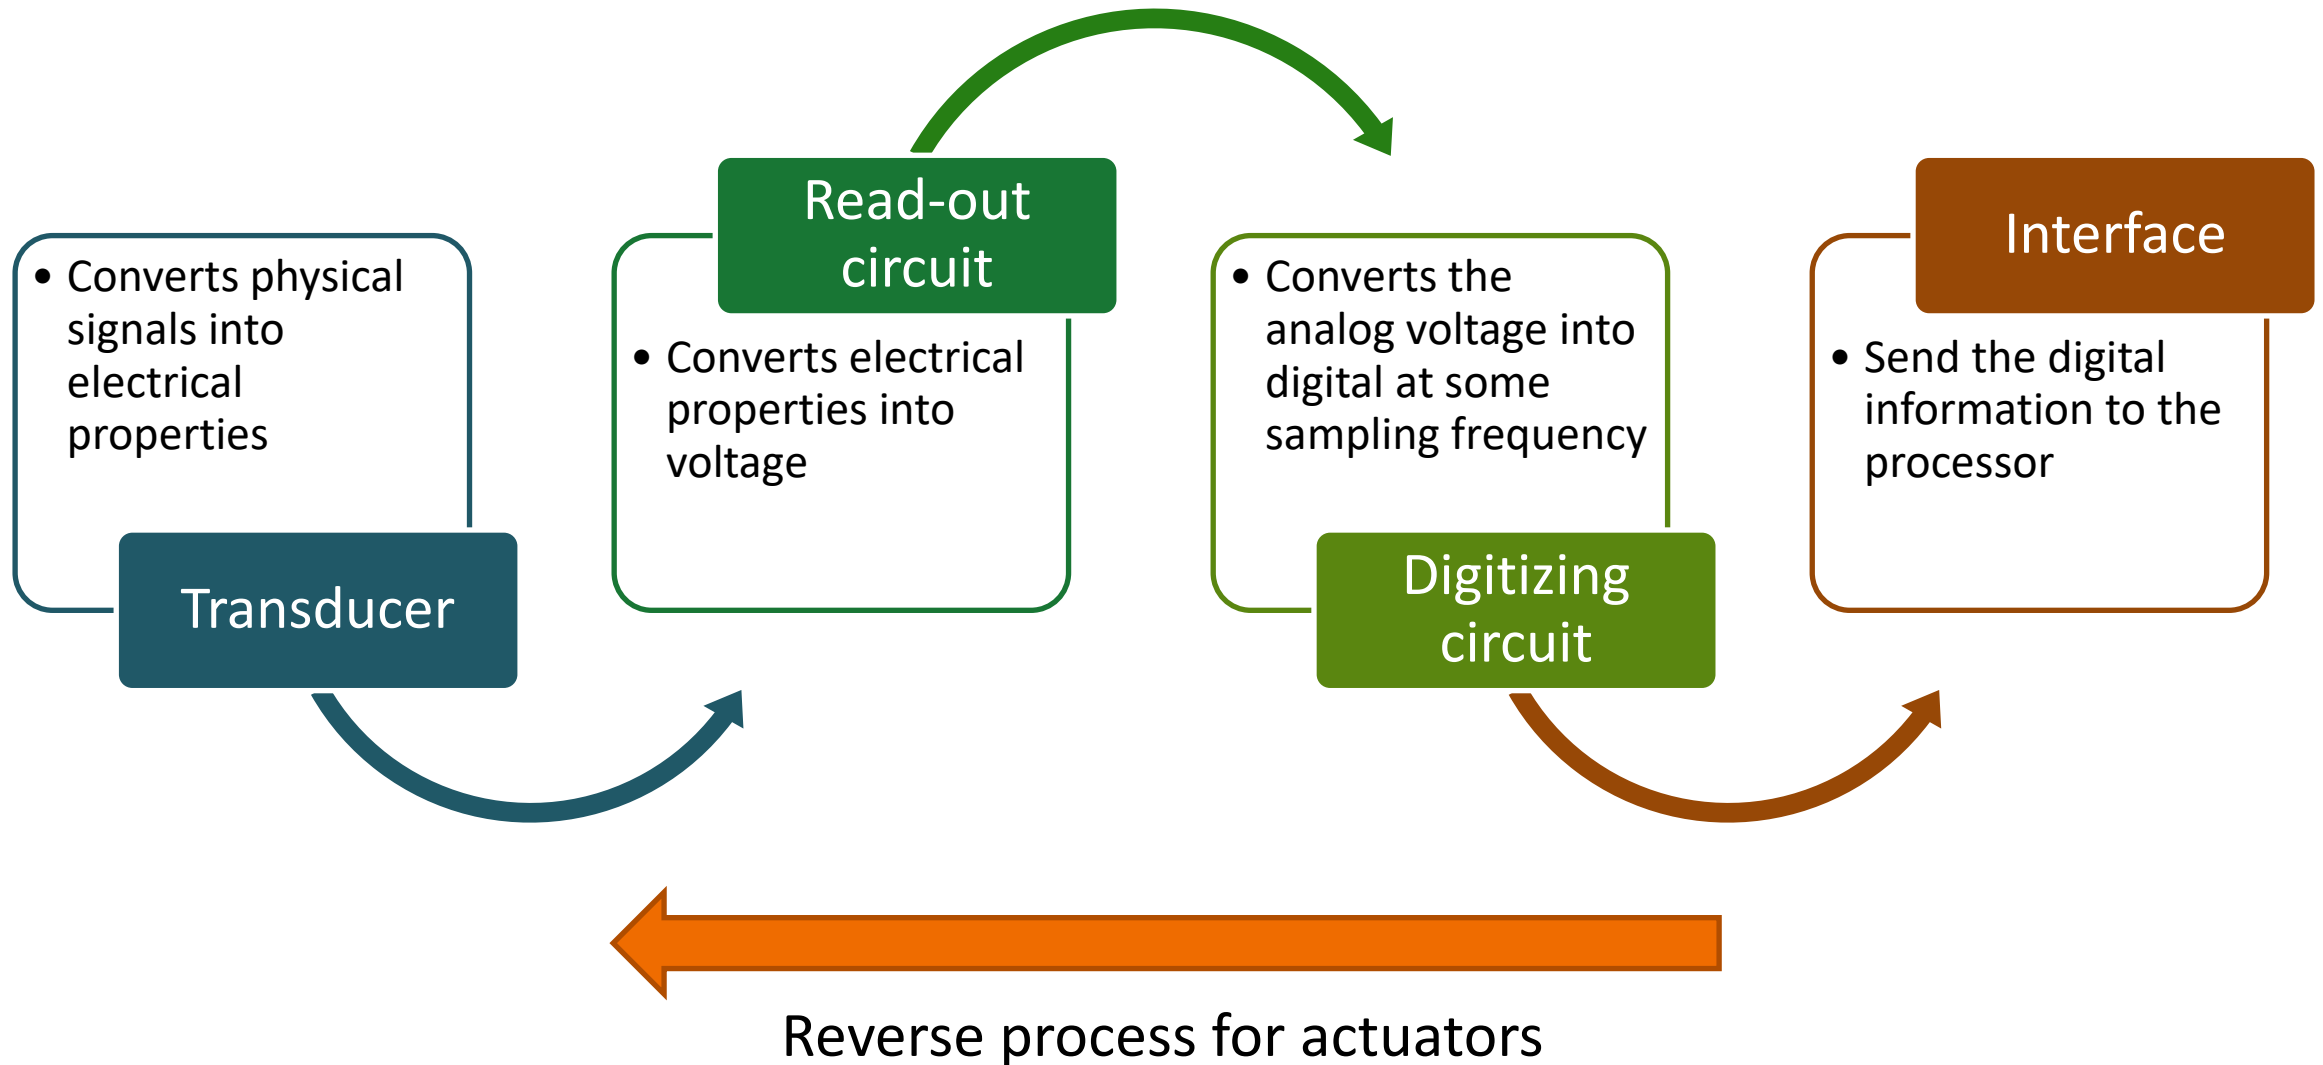 • Converts physical
signals into
electrical
properties
Transducer
Read-out
circuit
• Converts electrical
properties into
voltage
• Converts the
analog voltage into
digital at some
sampling frequency
Digitizing
circuit
Interface
• Send the digital
information to the
processor
Reverse process for actuators